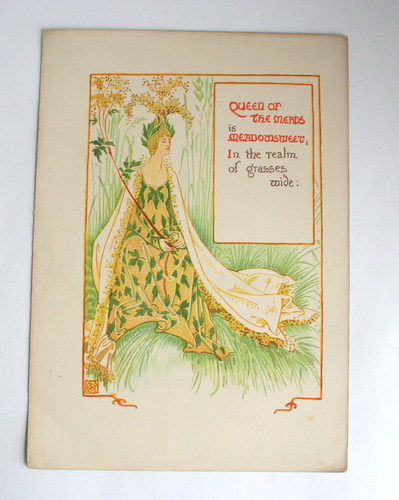 QUEEN OF
THE MEADS
is
MEADOWSWEET,
In the realm
of grasses
wide: